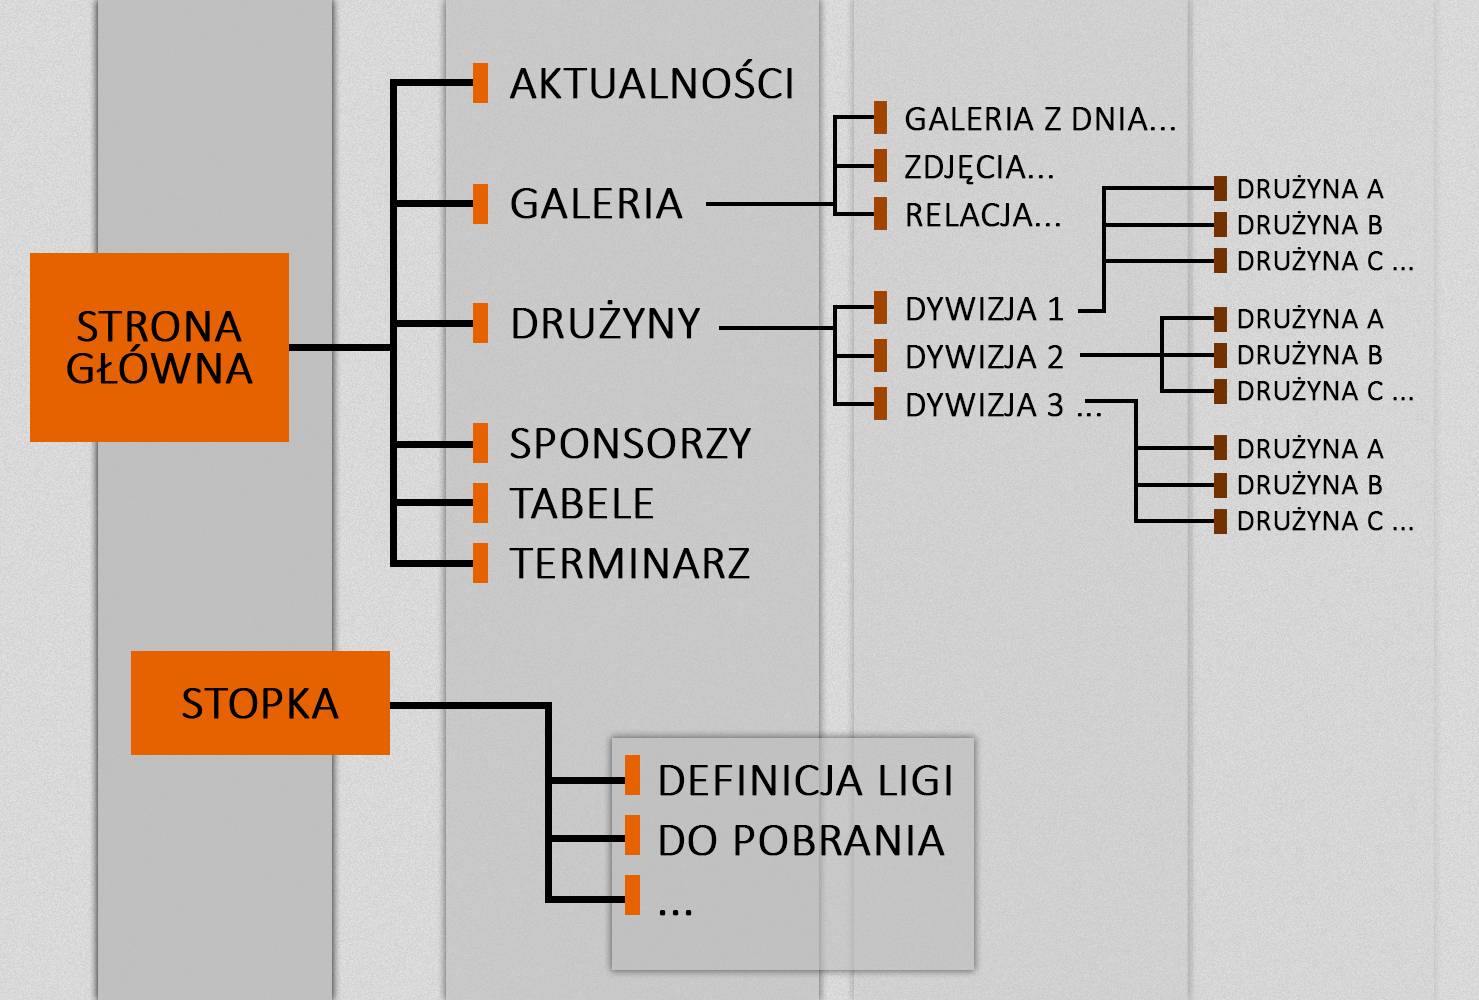 STRONA
GŁÓWNA
AKTUALNOŚCI
GALERIA
GALERIA Z DNIA...
ZDJĘCIA...
RELACJA...
DRUŻYNY
DYWIZJA 1
DRUŻYNA A
DRUŻYNA B
DRUŻYNA C ...
DYWIZJA 2
DRUŻYNA A
DRUŻYNA B
DRUŻYNA C ...
DYWIZJA 3 ...
DRUŻYNA A
DRUŻYNA B
DRUŻYNA C ...
SPONSORZY
TABELE
TERMINARZ
STOPKA
DEFINICJA LIGI
DO POBRANIA
...